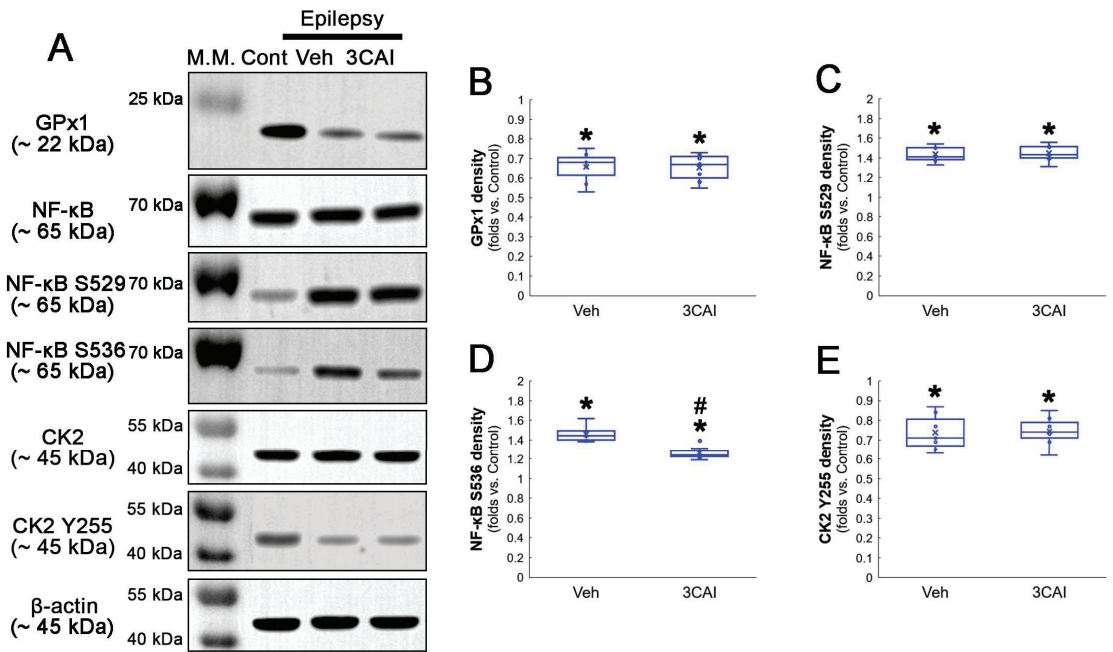 A
Epilepsy
M.M. Cont Veh 3CAI
GPx1
(~ 22 kDa)
25 kDa
NF-κB
(~ 65 kDa)
70 kDa
NF-κB S529
(~ 65 kDa)
70 kDa
NF-κB S536
(~ 65 kDa)
70 kDa
CK2
(~ 45 kDa)
55 kDa
40 kDa
CK2 Y255
(~ 45 kDa)
55 kDa
40 kDa
β-actin
(~ 45 kDa)
55 kDa
40 kDa
B
GPx1 density
(folds vs. Control)
1
0.9
0.8
0.7
0.6
0.5
0.4
0.3
0.2
0.1
0
*
*
Veh
3CAI
C
NF-κB S529 density
(folds vs. Control)
2
1.8
1.6
1.4
1.2
1
0.8
0.6
0.4
0.2
0
*
*
Veh
3CAI
D
NF-κB S536 density
(folds vs. Control)
2
1.8
1.6
1.4
1.2
1
0.8
0.6
0.4
0.2
0
*
#
*
Veh
3CAI
E
CK2 Y255 density
(folds vs. Control)
1
0.9
0.8
0.7
0.6
0.5
0.4
0.3
0.2
0.1
0
*
*
Veh
3CAI